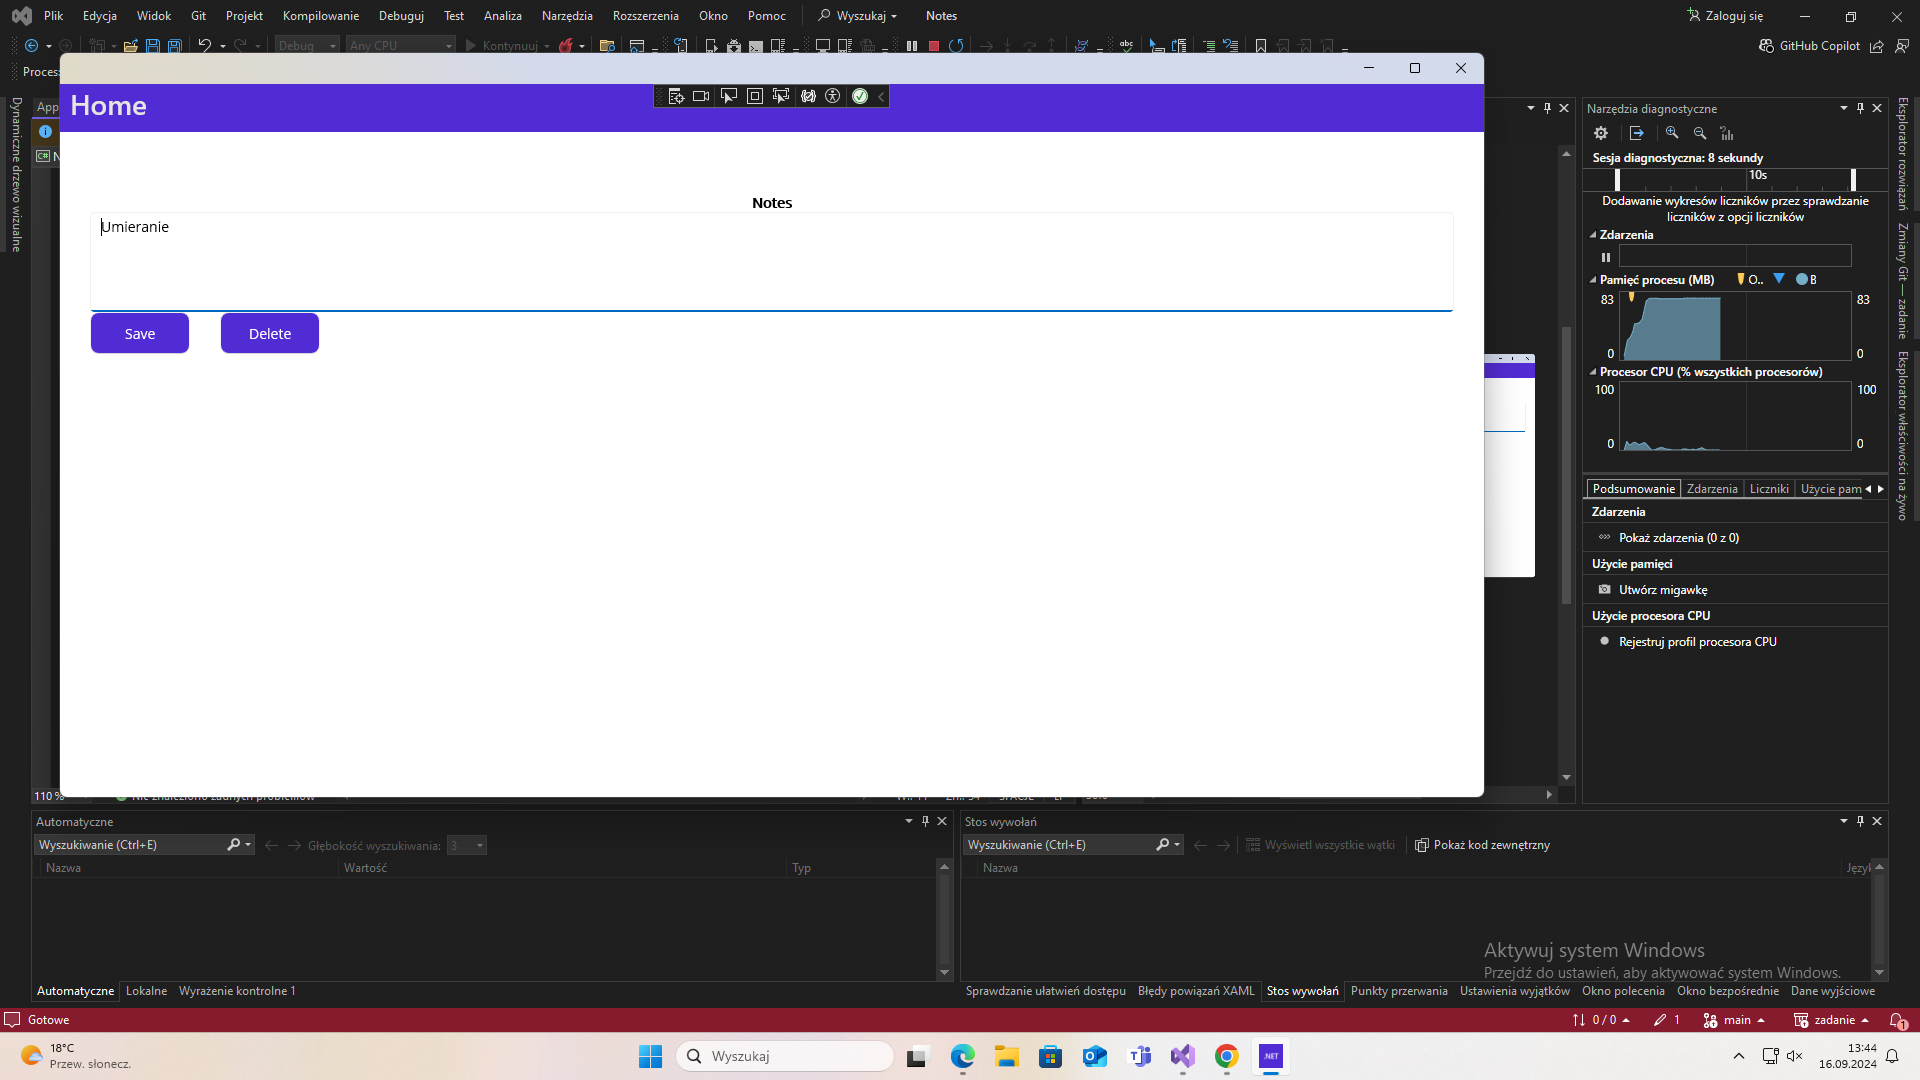 Plik Edycja Widok Git Projekt Kompilowanie Debuguj Test Analiza Narzędzia Rozszerzenia Okno Pomoc Wyszukaj Notes Zaloguj się
Debug Any CPU Kontynuuj GitHub Copilot
Proces
App
Home
Notes
Umieranie
Save Delete
Dynamiczne drzewo wizualne
Narzędzia diagnostyczne
Sesja diagnostyczna: 8 sekundy
10s
Dodawanie wykresów liczników przez sprawdzanie
liczników z opcji liczników
Zdarzenia
Pamięć procesu (MB) O.. B
83 83
0 0
Procesor CPU (% wszystkich procesorów)
100 100
0 0
Podsumowanie Zdarzenia Liczniki Użycie pam
Zdarzenia
Pokaż zdarzenia (0 z 0)
Użycie pamięci
Utwórz migawkę
Użycie procesora CPU
Rejestruj profil procesora CPU
Eksplorator rozwiązań
Zmiany Git — zadanie
Eksplorator właściwości na żywo
110 %
Automatyczne
Wyszukiwanie (Ctrl+E) Głębokość wyszukiwania: 3
Nazwa Wartość Typ
Automatyczne Lokalne Wyrażenie kontrolne 1
Stos wywołań
Wyszukiwanie (Ctrl+E) Wyświetl wszystkie wątki Pokaż kod zewnętrzny
Nazwa Język
Aktywuj system Windows
Przejdź do ustawień, aby aktywować system Windows.
Sprawdzanie ułatwień dostępu Błędy powiązań XAML Stos wywołań Punkty przerwania Ustawienia wyjątków Okno polecenia Okno bezpośrednie Dane wyjściowe
Gotowe 0 / 0 1 main zadanie 1
18°C
Przew. słonecz.
Wyszukaj
.NET
13:44
16.09.2024